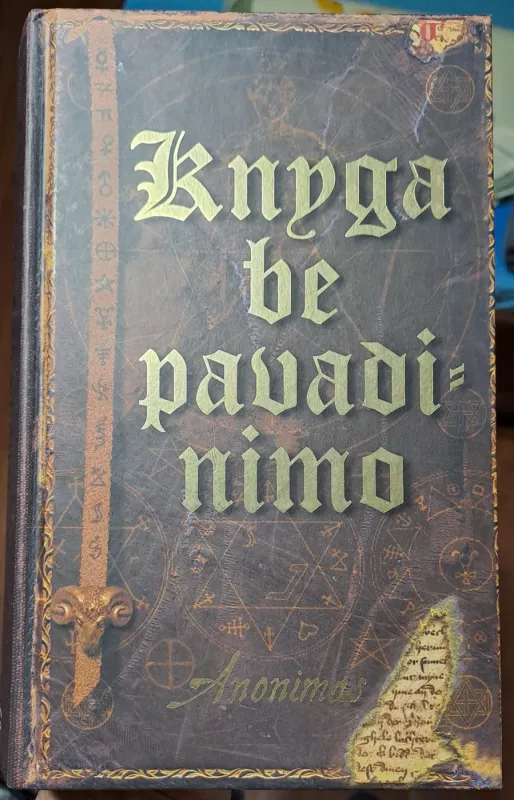 Knyga
be
pavadi-
nimo
Anonimas